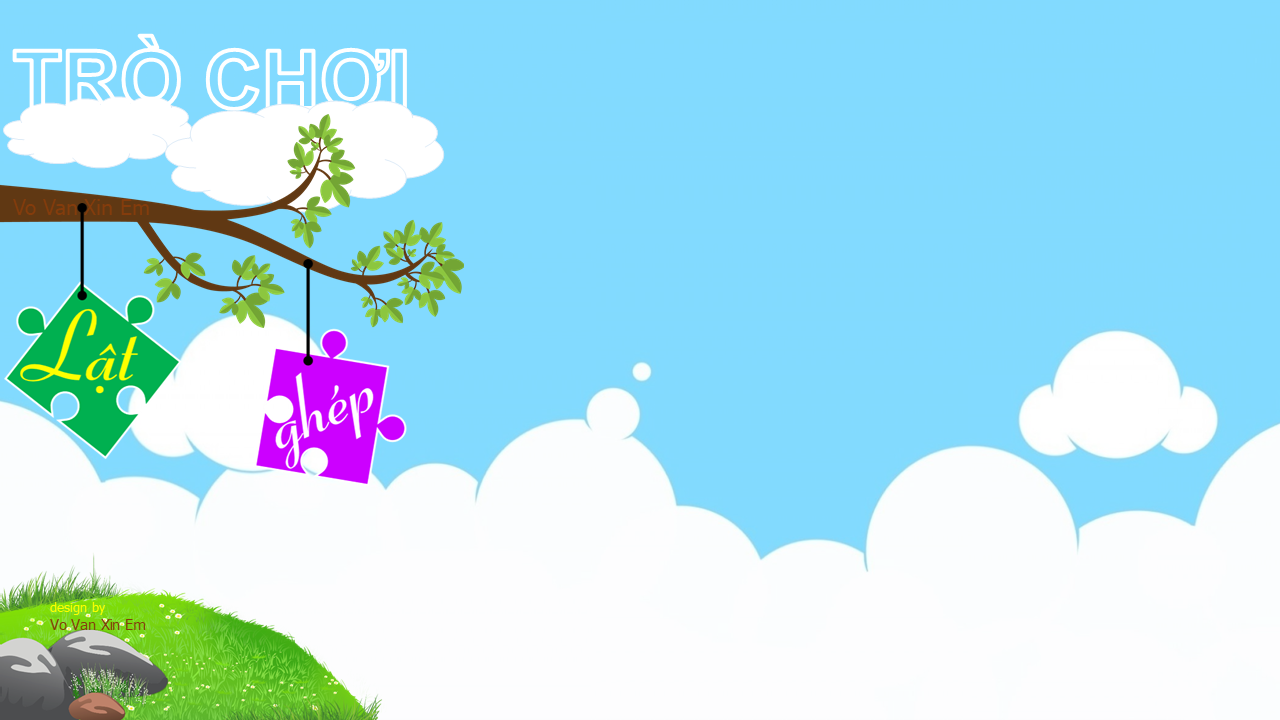 TRÒ CHƠI
Vo Van Xin Em
Lật
ghép
design by
Vo Van Xin Em